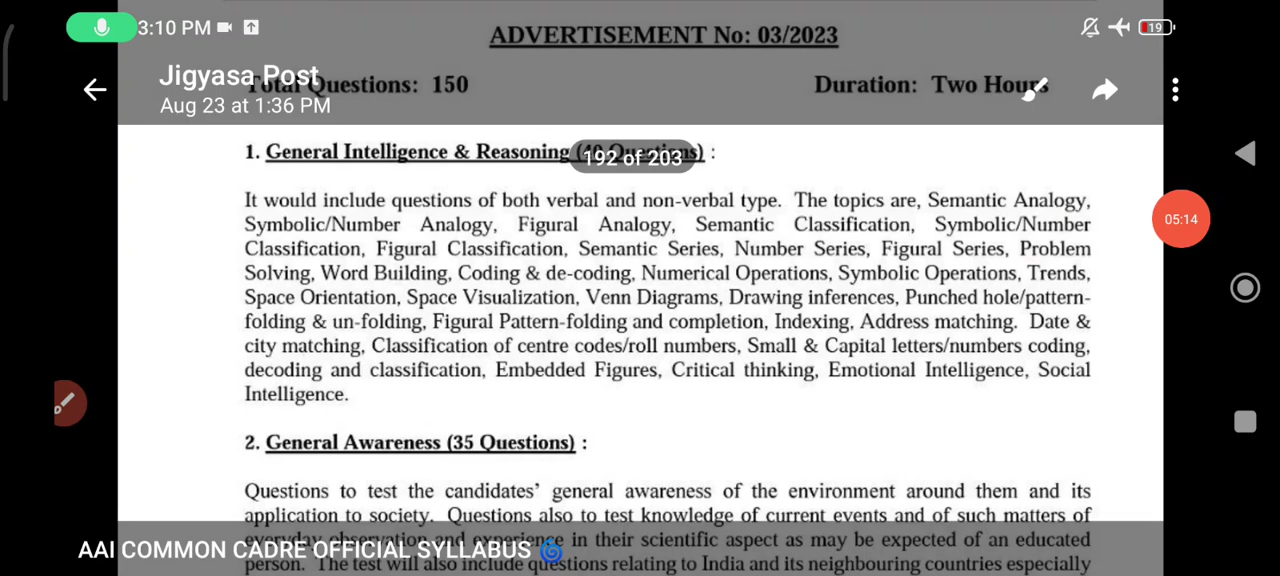 3:10 PM
ADVERTISEMENT No: 03/2023
19
Jigyasa Post
Total Questions: 150
Duration: Two Hours
Aug 23 at 1:36 PM
1. General Intelligence & Reasoning (40 Questions) :
192 of 203
It would include questions of both verbal and non-verbal type. The topics are, Semantic Analogy,
Symbolic/Number Analogy, Figural Analogy, Semantic Classification, Symbolic/Number
05:14
Classification, Figural Classification, Semantic Series, Number Series, Figural Series, Problem
Solving, Word Building, Coding & de-coding, Numerical Operations, Symbolic Operations, Trends,
Space Orientation, Space Visualization, Venn Diagrams, Drawing inferences, Punched hole/pattern-
folding & un-folding, Figural Pattern-folding and completion, Indexing, Address matching. Date &
city matching, Classification of centre codes/roll numbers, Small & Capital letters/numbers coding,
decoding and classification, Embedded Figures, Critical thinking, Emotional Intelligence, Social
Intelligence.
2. General Awareness (35 Questions) :
Questions to test the candidates’ general awareness of the environment around them and its
application to society. Questions also to test knowledge of current events and of such matters of
everyday observation and experience in their scientific aspect as may be expected of an educated
AAI COMMON CADRE OFFICIAL SYLLABUS 🌀
person. The test will also include questions relating to India and its neighbouring countries especially